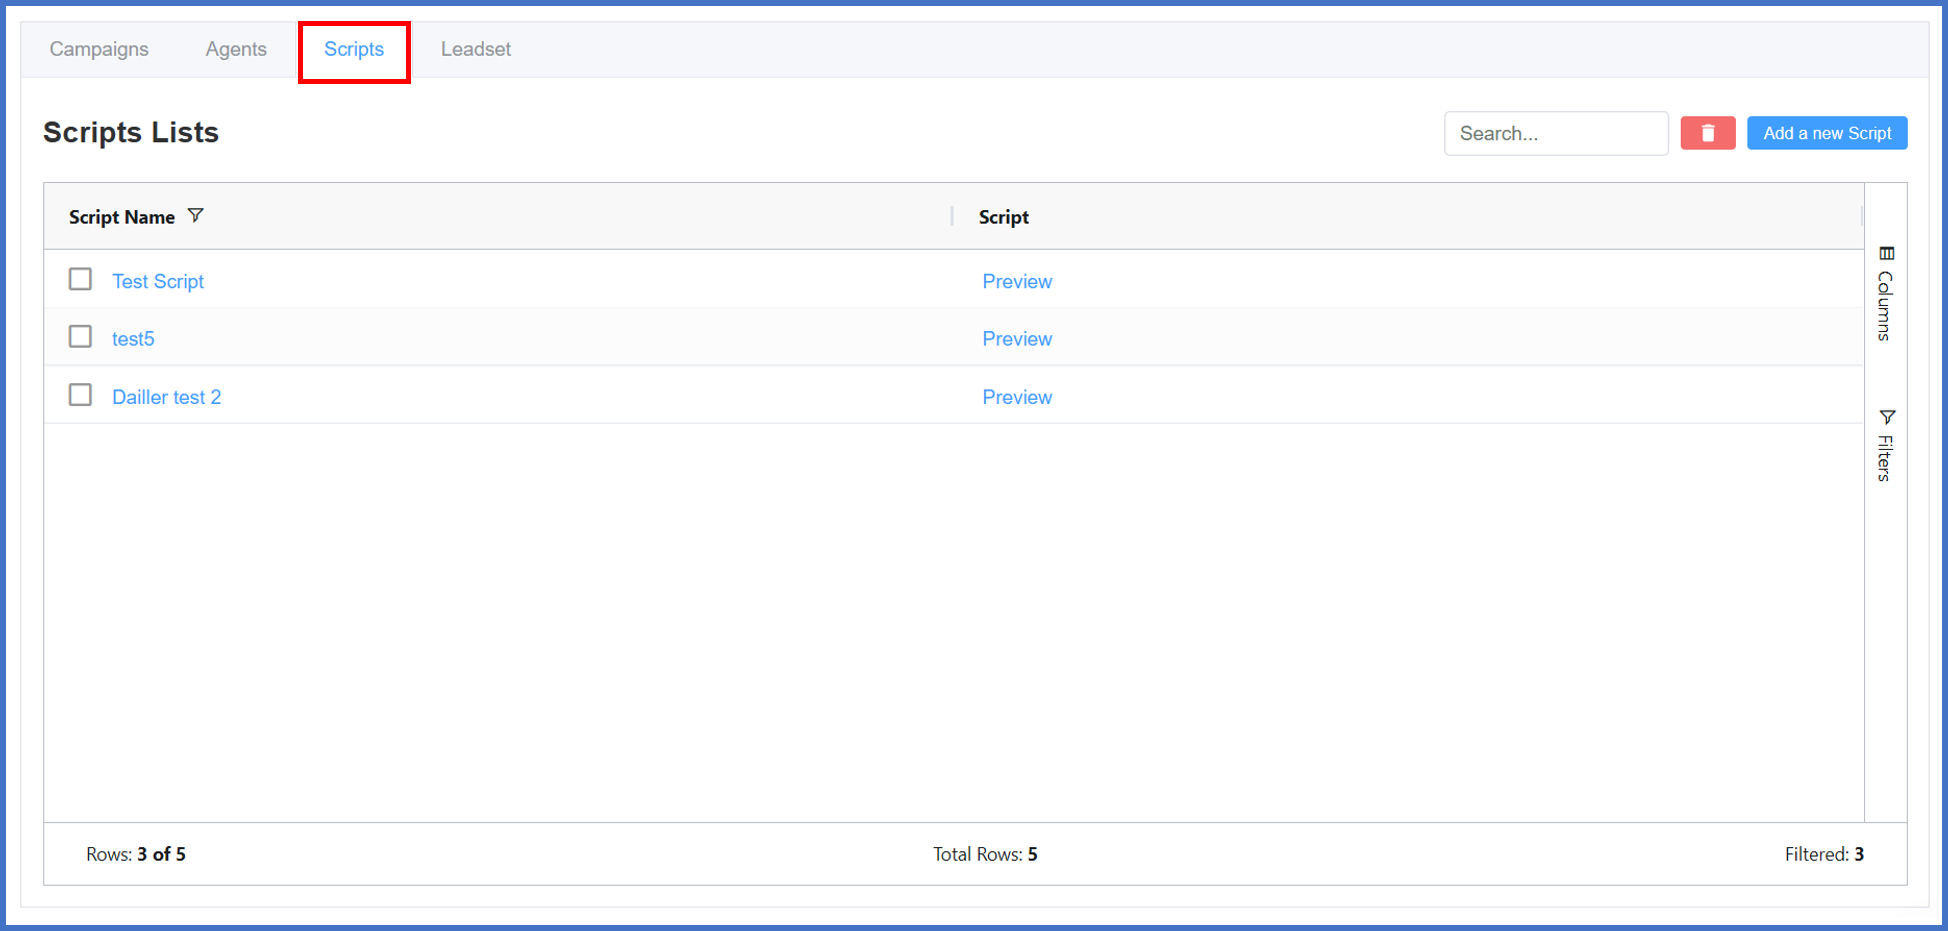 Campaigns Agents Scripts Leadset
Scripts Lists
Search... Add a new Script
Script Name Script
Test Script Preview
test5 Preview
Dailler test 2 Preview
Columns
Filters
Rows: 3 of 5 Total Rows: 5 Filtered: 3